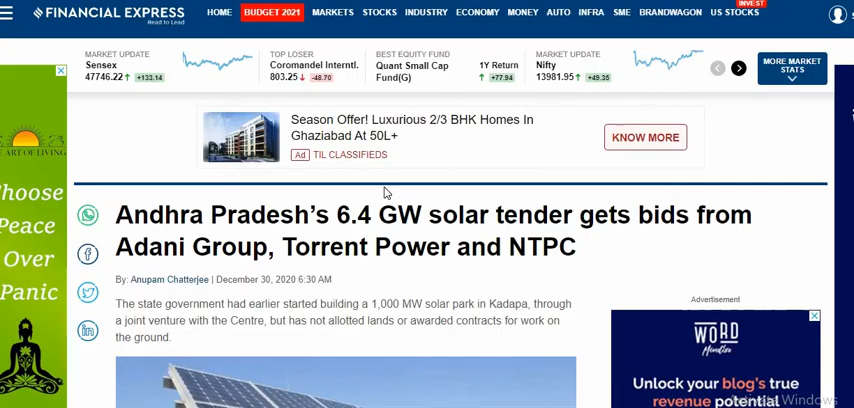 FINANCIAL EXPRESS
Read to Lead
HOME BUDGET 2021 MARKETS STOCKS INDUSTRY ECONOMY MONEY AUTO INFRA SME BRANDWAGON US STOCKS
INVEST
MARKET UPDATE
Sensex
47746.22 +133.14
TOP LOSER
Coromandel Interntl.
803.25 -48.70
BEST EQUITY FUND
Quant Small Cap
Fund(G)
1Y Return
+77.94
MARKET UPDATE
Nifty
13981.95 +49.35
MORE MARKET
STATS
Season Offer! Luxurious 2/3 BHK Homes in
Ghaziabad At 50L+
Ad TIL CLASSIFIEDS
KNOW MORE
ART OF LIVING
hoose
Peace
Over
Panic
Andhra Pradesh's 6.4 GW solar tender gets bids from
Adani Group, Torrent Power and NTPC
By: Anupam Chatterjee | December 30, 2020 6:30 AM
The state government had earlier started building a 1,000 MW solar park in Kadapa, through
a joint venture with the Centre, but has not allotted lands or awarded contracts for work on
the ground.
Advertisement
WORD
Unlock your blog's true
revenue potential
Windows